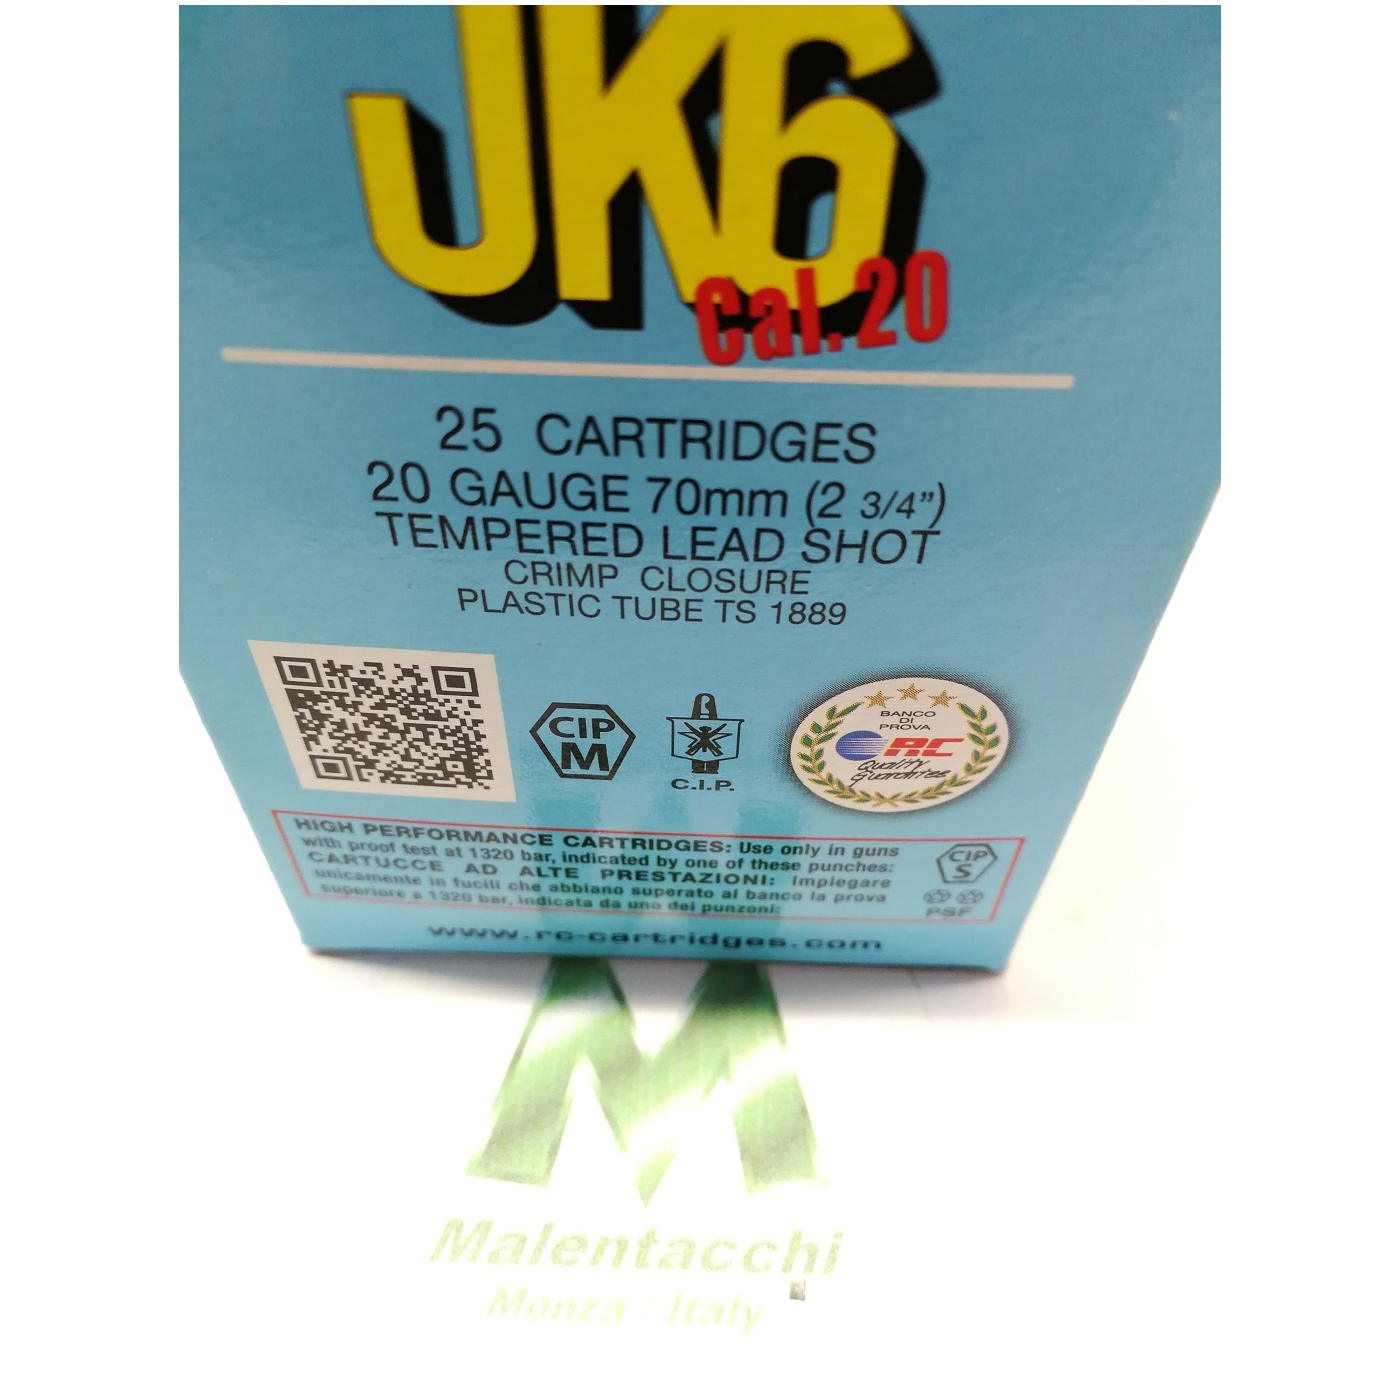 JK6
Cal.20
25 CARTRIDGES
20 GAUGE 70mm (2 3/4")
TEMPERED LEAD SHOT
CRIMP CLOSURE
PLASTIC TUBE TS 1889
CIP
M
C.I.P.
BANCO
DI
PROVA
RC
Quality
Guarantee
HIGH PERFORMANCE CARTRIDGES: Use only in guns
with proof test at 1320 bar, indicated by one of these punches:
CARTUCCE AD ALTE PRESTAZIONI: Impiegare
unicamente in fucili che abbiano superato al banco la prova
superiore a 1320 bar, indicata da uno dei punzoni:
CIP
S
PSF
www.rc-cartridges.com
Malentacchi
Monza / Italy